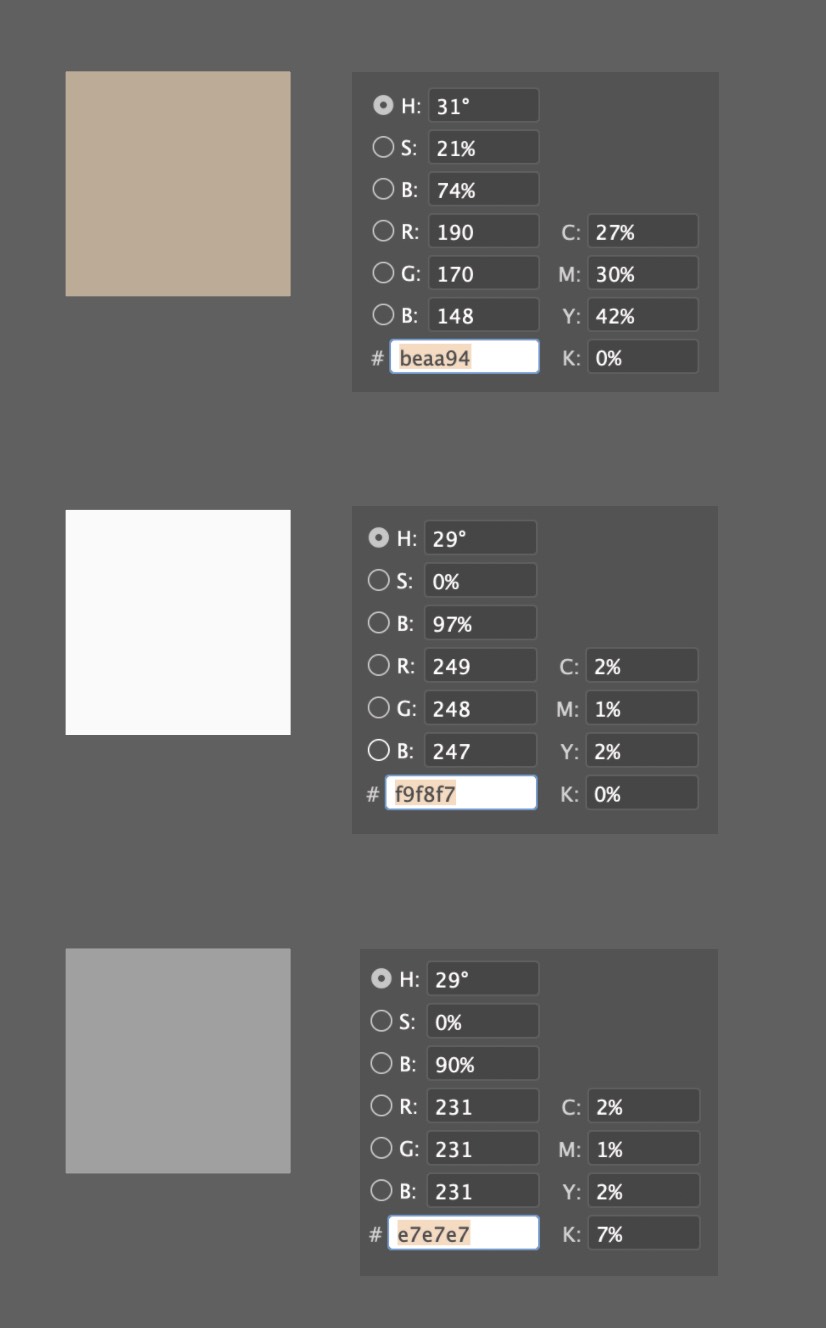 H: 31°
S: 21%
B: 74%
R: 190 C: 27%
G: 170 M: 30%
B: 148 Y: 42%
# beaa94 K: 0%
H: 29°
S: 0%
B: 97%
R: 249 C: 2%
G: 248 M: 1%
B: 247 Y: 2%
# f9f8f7 K: 0%
H: 29°
S: 0%
B: 90%
R: 231 C: 2%
G: 231 M: 1%
B: 231 Y: 2%
# e7e7e7 K: 7%